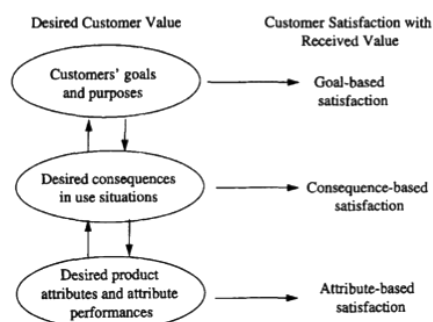 Desired Customer Value
Customer Satisfaction with
Received Value
Customers' goals
and purposes
Goal-based
satisfaction
Desired consequences
in use situations
Consequence-based
satisfaction
Desired product
attributes and attribute
performances
Attribute-based
satisfaction